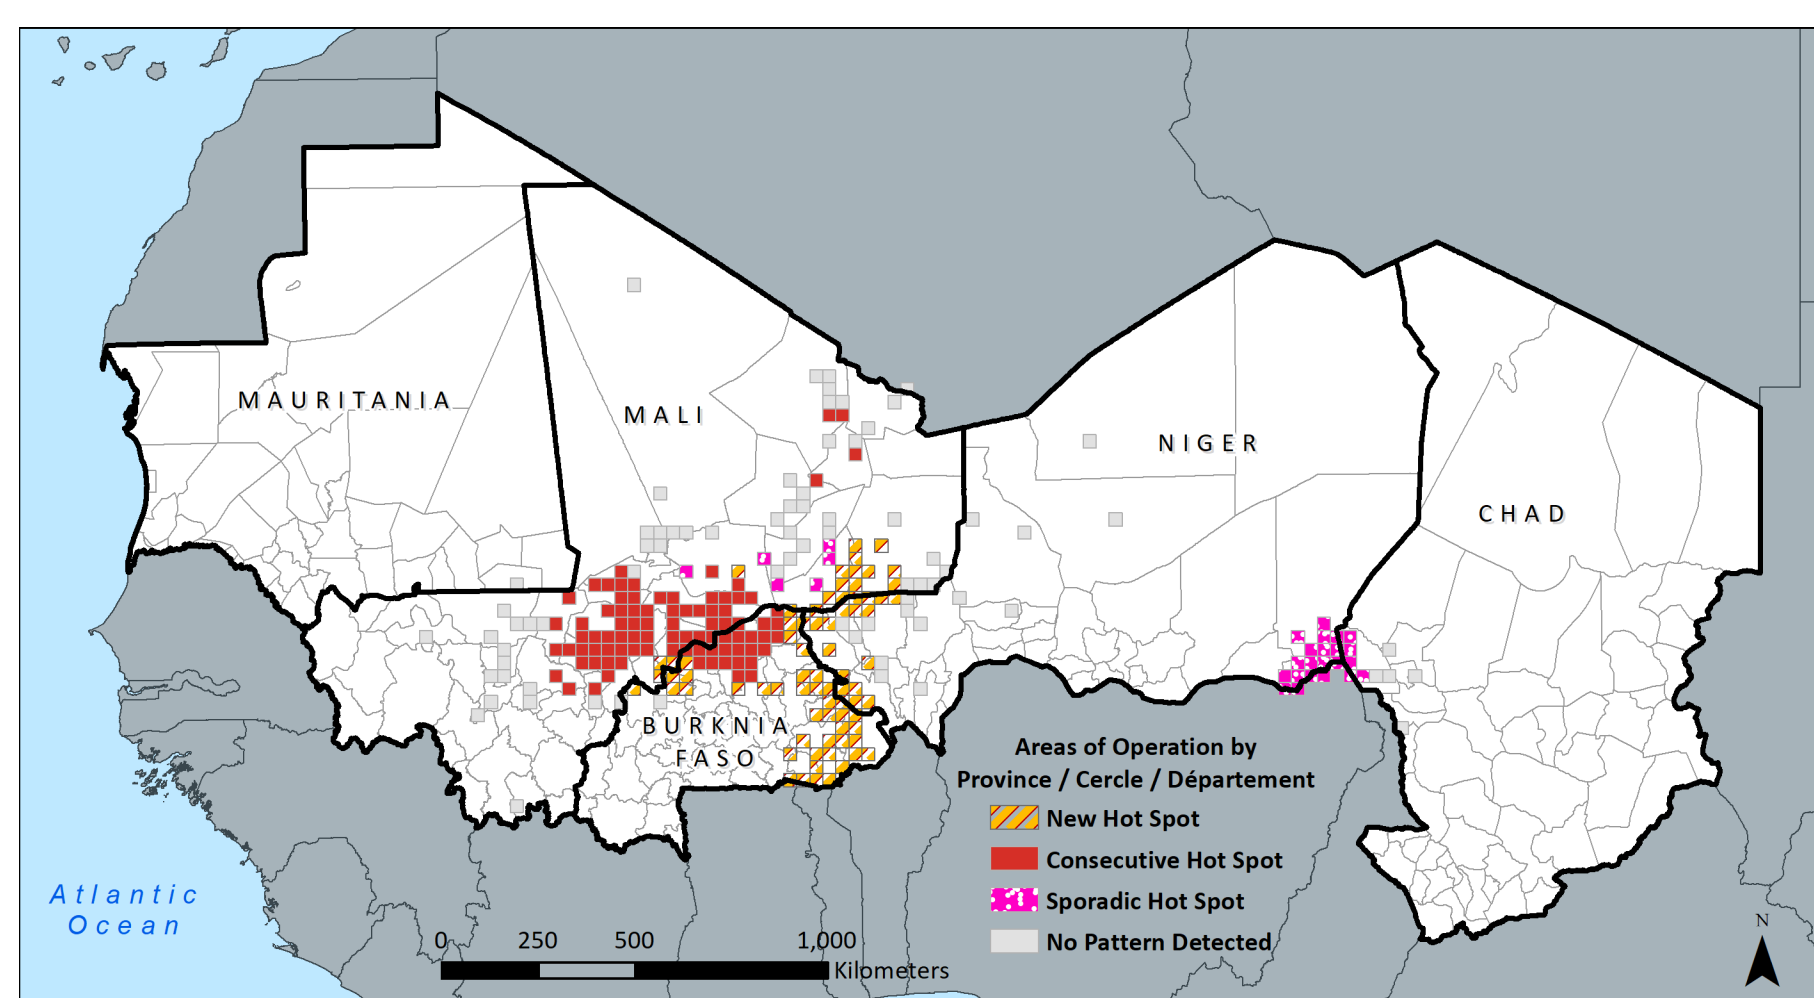 MAURITANIA
MALI
NIGER
CHAD
BURKNIA
FASO
Areas of Operation by
Province / Cercle / Département
New Hot Spot
Consecutive Hot Spot
Sporadic Hot Spot
No Pattern Detected
Atlantic
Ocean
0 250 500 1,000
Kilometers
N